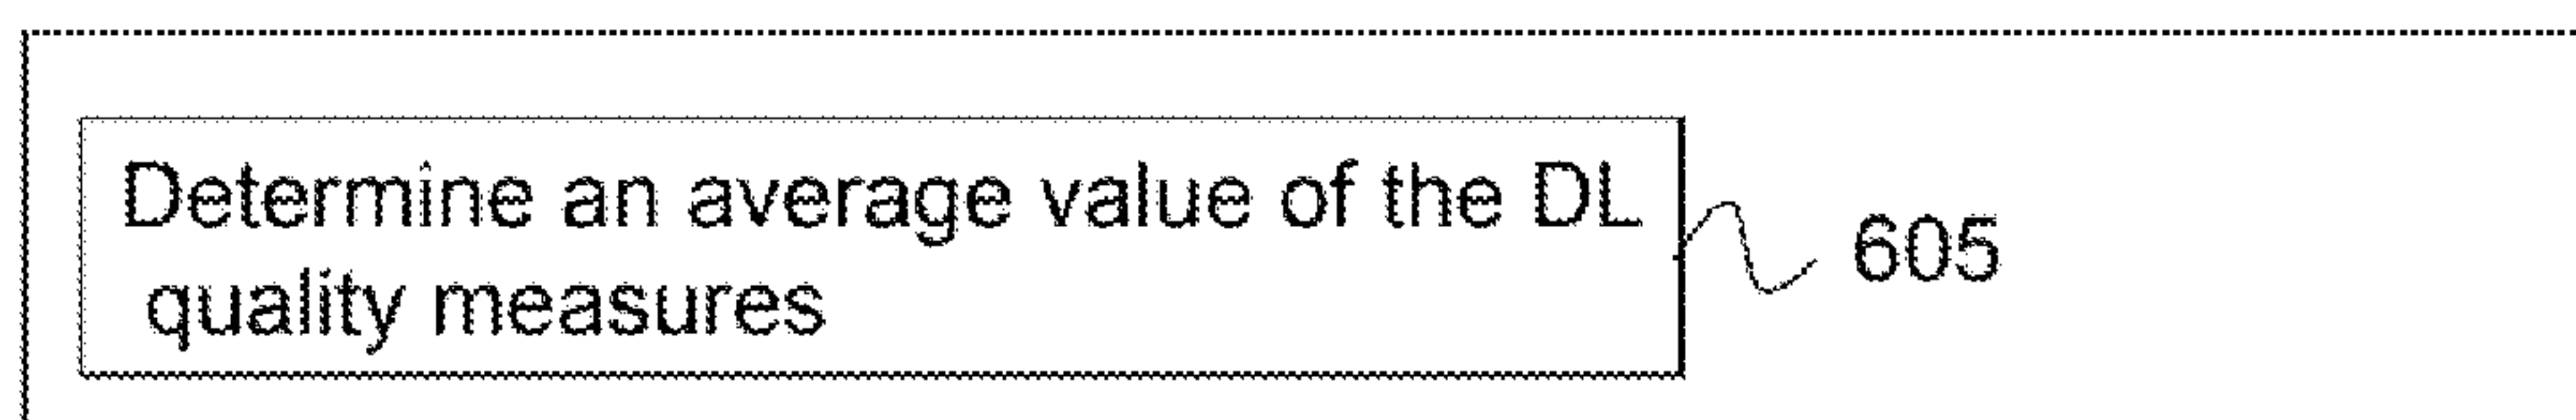 Determine an average value of the DL
quality measures
605